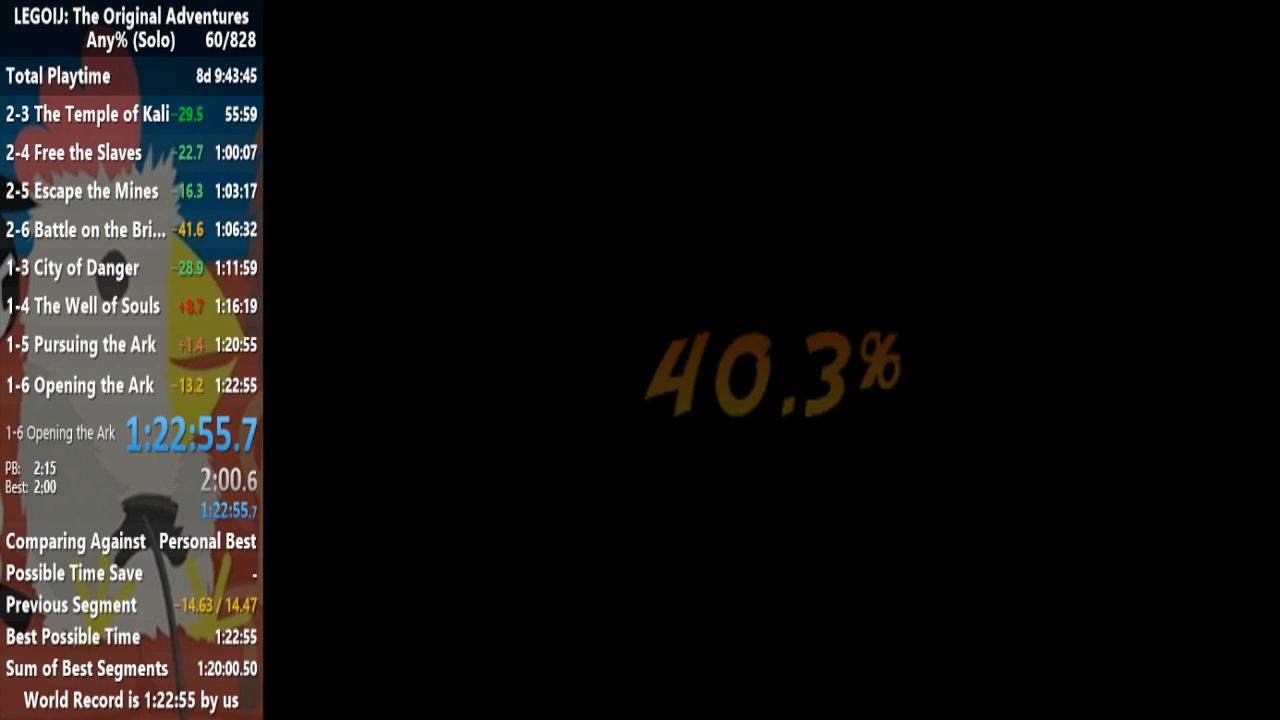 LEGOIJ: The Original Adventures
Any% (Solo) 60/828
Total Playtime 8d 9:43:45
2-3 The Temple of Kali -29.5 55:59
2-4 Free the Slaves -22.7 1:00:07
2-5 Escape the Mines -16.3 1:03:17
2-6 Battle on the Bri... -41.6 1:06:32
1-3 City of Danger -28.9 1:11:59
1-4 The Well of Souls +8.7 1:16:19
1-5 Pursuing the Ark +1.4 1:20:55
1-6 Opening the Ark -13.2 1:22:55
1-6 Opening the Ark 1:22:55.7
PB: 2:15
Best: 2:00
2:00.6
1:22:55.7
Comparing Against Personal Best
Possible Time Save -
Previous Segment -14.63 / 14.47
Best Possible Time 1:22:55
Sum of Best Segments 1:20:00.50
World Record is 1:22:55 by us
40.3%